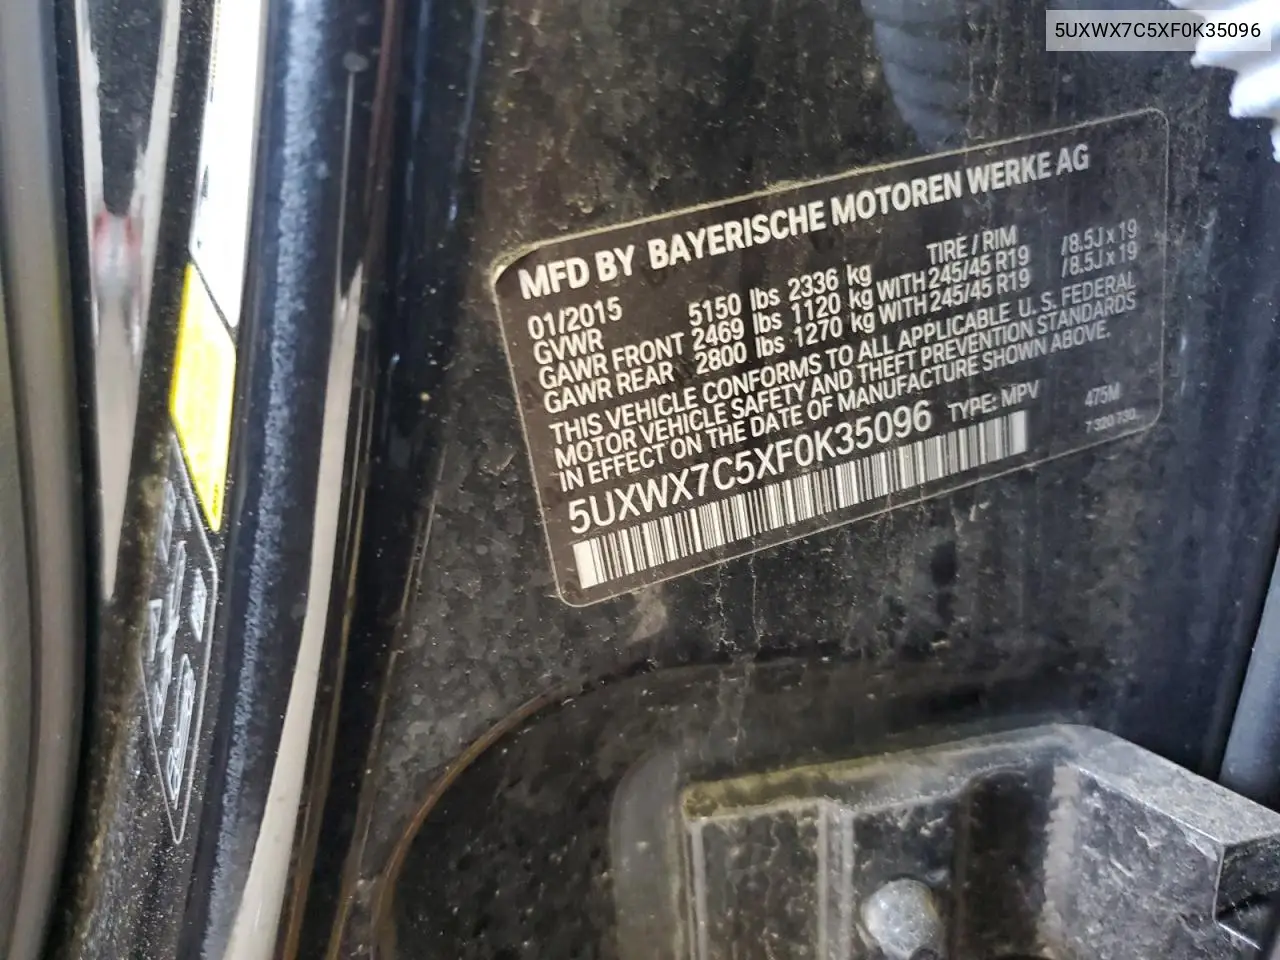 5UXWX7C5XF0K35096
MFD BY BAYERISCHE MOTOREN WERKE AG
01/2015 TIRE / RIM
GVWR 5150 lbs 2336 kg
GAWR FRONT 2469 lbs 1120 kg WITH 245/45 R19 /8.5J x 19
GAWR REAR 2800 lbs 1270 kg WITH 245/45 R19 /8.5J x 19
THIS VEHICLE CONFORMS TO ALL APPLICABLE U. S. FEDERAL
MOTOR VEHICLE SAFETY AND THEFT PREVENTION STANDARDS
IN EFFECT ON THE DATE OF MANUFACTURE SHOWN ABOVE.
5UXWX7C5XF0K35096 TYPE: MPV 475M
7 320 730